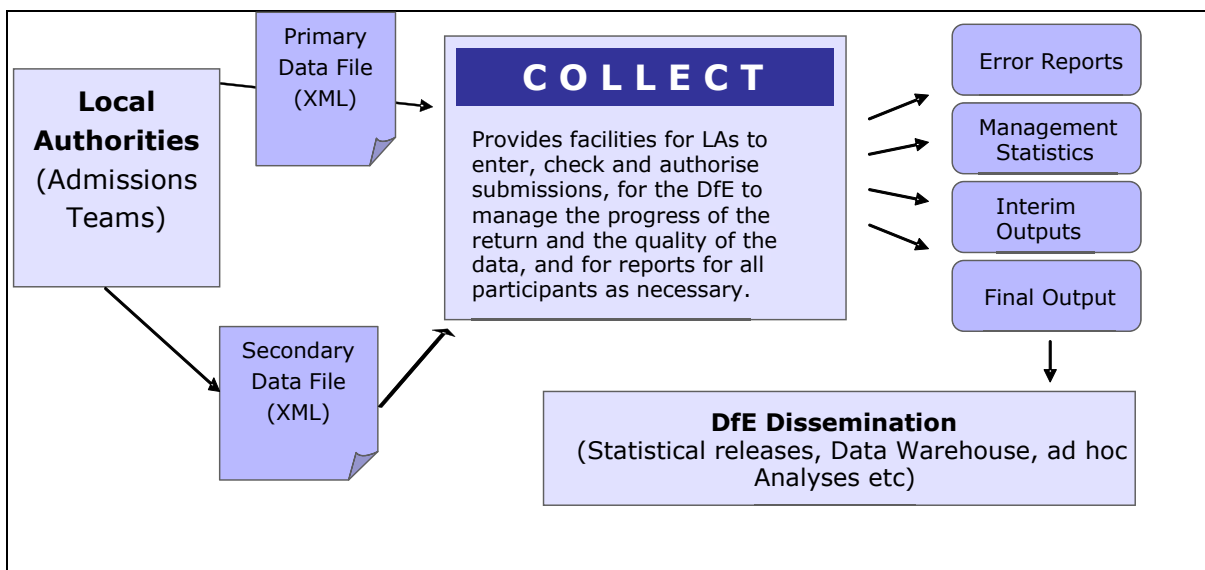 Local
Authorities
(Admissions
Teams)
Primary
Data File
(XML)
Secondary
Data File
(XML)
C O L L E C T
Provides facilities for LAs to
enter, check and authorise
submissions, for the DfE to
manage the progress of the
return and the quality of the
data, and for reports for all
participants as necessary.
Error Reports
Management
Statistics
Interim
Outputs
Final Output
DfE Dissemination
(Statistical releases, Data Warehouse, ad hoc
Analyses etc)